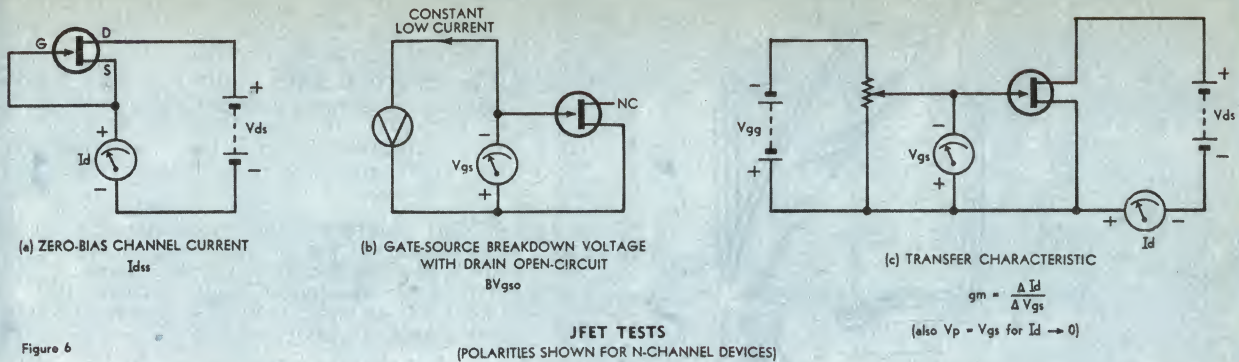 G
D
S
+
Id
−
+
Vds
−
(a) ZERO-BIAS CHANNEL CURRENT
Idss
CONSTANT
LOW CURRENT
V
−
Vgs
+
NC
(b) GATE-SOURCE BREAKDOWN VOLTAGE
WITH DRAIN OPEN-CIRCUIT
BVgso
−
Vgg
+
−
Vgs
+
+
Vds
−
+
−
Id
(c) TRANSFER CHARACTERISTIC
gm = Δ Id / Δ Vgs
(also Vp = Vgs for Id → 0)
Figure 6
JFET TESTS
(POLARITIES SHOWN FOR N-CHANNEL DEVICES)